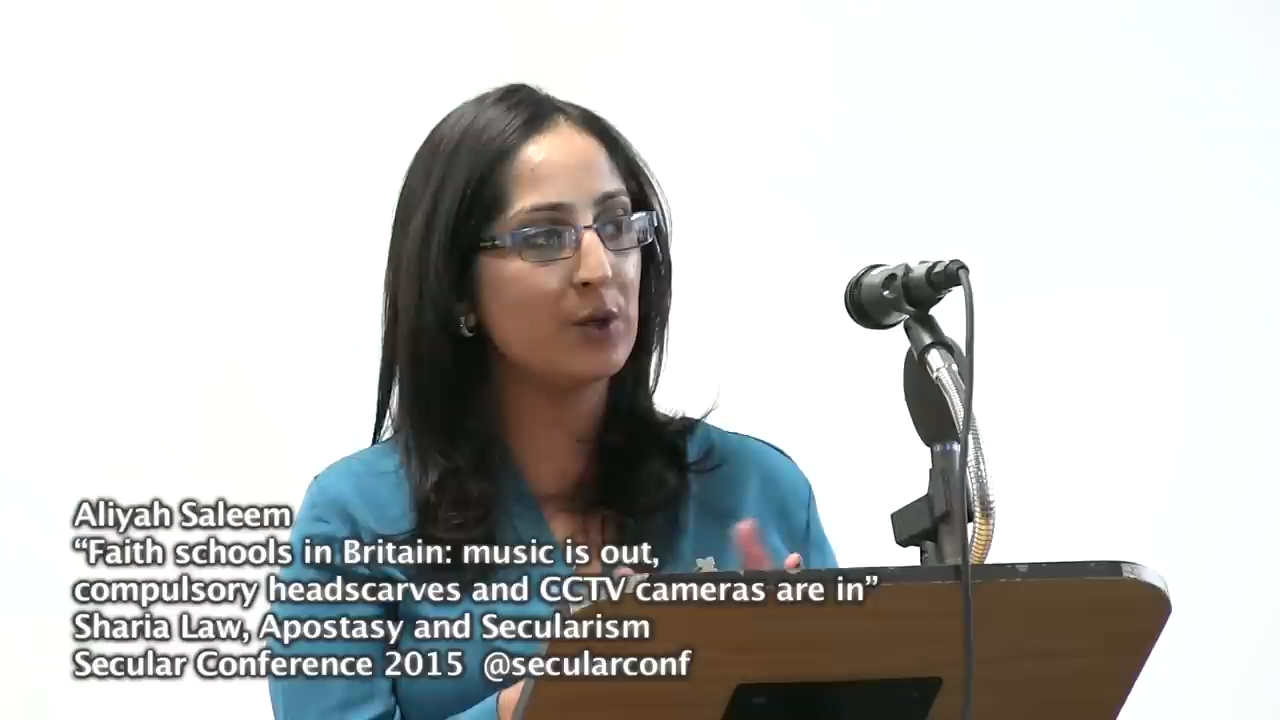 Aliyah Saleem
“Faith schools in Britain: music is out,
compulsory headscarves and CCTV cameras are in”
Sharia Law, Apostasy and Secularism
Secular Conference 2015 @secularconf